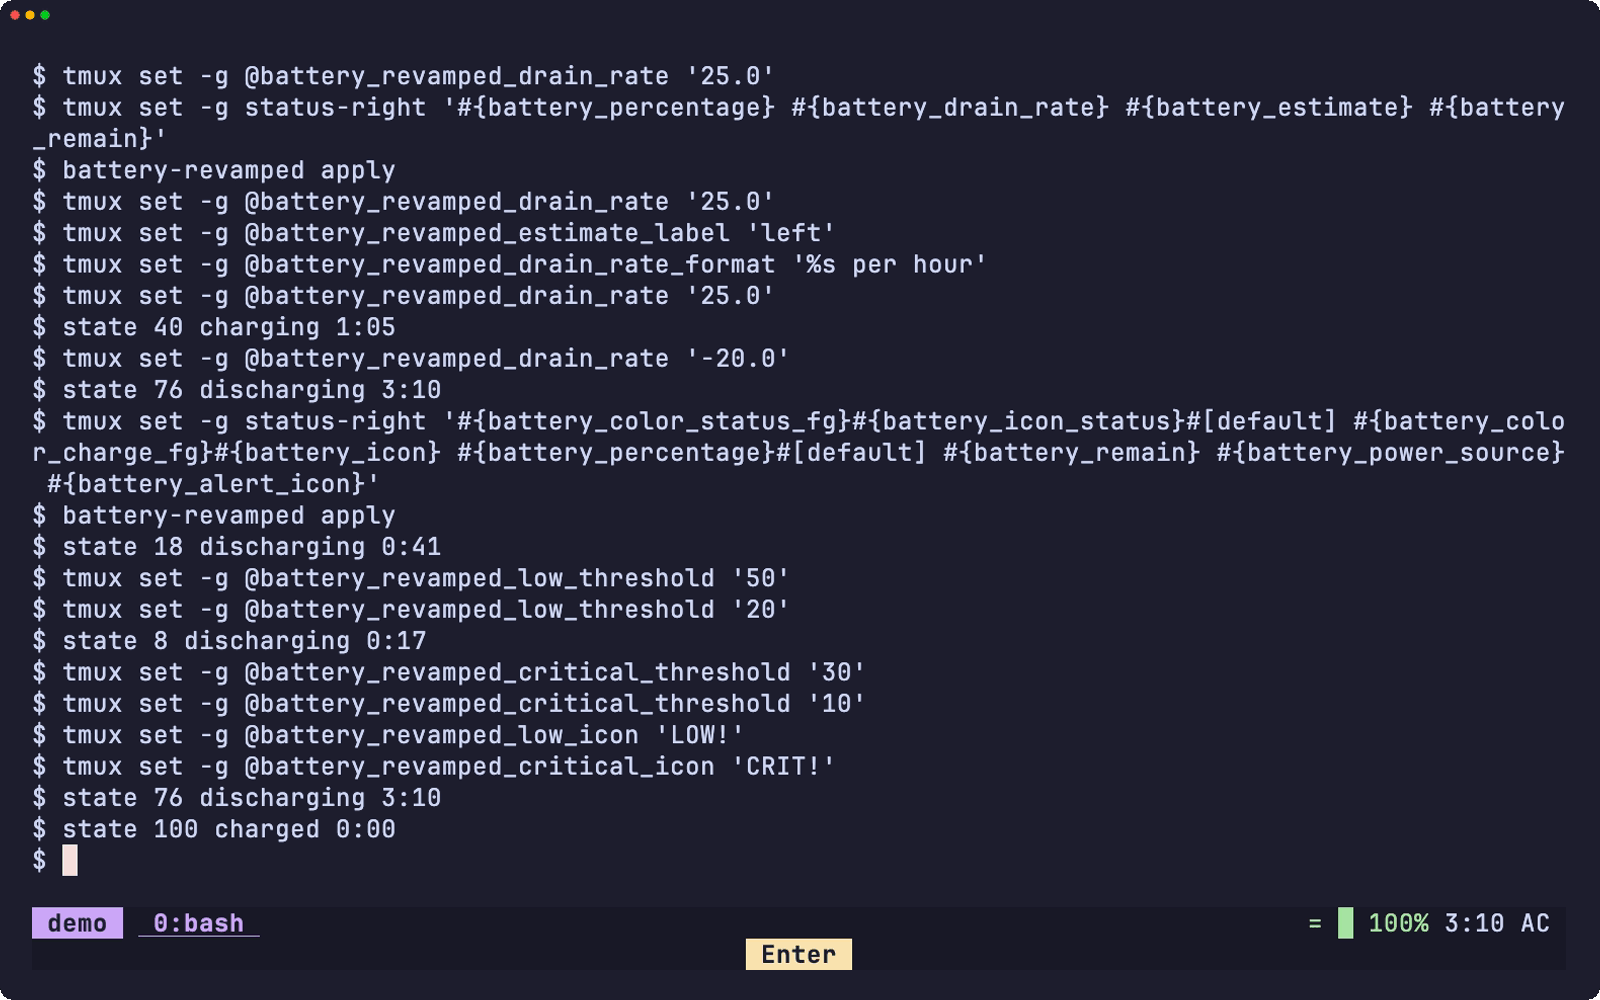 $ tmux set -g @battery_revamped_drain_rate '25.0'
$ tmux set -g status-right '#{battery_percentage} #{battery_drain_rate} #{battery_estimate} #{battery
_remain}'
$ battery-revamped apply
$ tmux set -g @battery_revamped_drain_rate '25.0'
$ tmux set -g @battery_revamped_estimate_label 'left'
$ tmux set -g @battery_revamped_drain_rate_format '%s per hour'
$ tmux set -g @battery_revamped_drain_rate '25.0'
$ state 40 charging 1:05
$ tmux set -g @battery_revamped_drain_rate '-20.0'
$ state 76 discharging 3:10
$ tmux set -g status-right '#{battery_color_status_fg}#{battery_icon_status}#[default] #{battery_colo
r_charge_fg}#{battery_icon} #{battery_percentage}#[default] #{battery_remain} #{battery_power_source}
 #{battery_alert_icon}'
$ battery-revamped apply
$ state 18 discharging 0:41
$ tmux set -g @battery_revamped_low_threshold '50'
$ tmux set -g @battery_revamped_low_threshold '20'
$ state 8 discharging 0:17
$ tmux set -g @battery_revamped_critical_threshold '30'
$ tmux set -g @battery_revamped_critical_threshold '10'
$ tmux set -g @battery_revamped_low_icon 'LOW!'
$ tmux set -g @battery_revamped_critical_icon 'CRIT!'
$ state 76 discharging 3:10
$ state 100 charged 0:00
$
demo 0:bash = █ 100% 3:10 AC
Enter